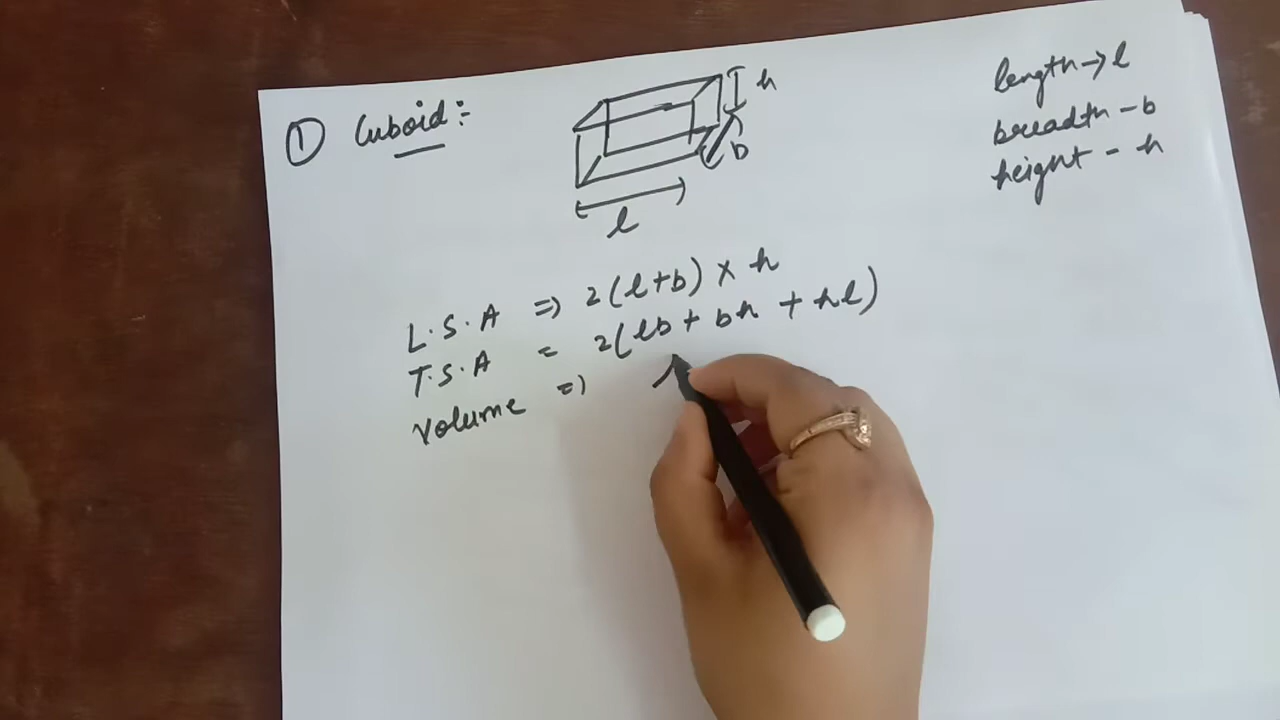 ① Cuboid :-
h
b
l
length → l
breadth - b
height - h
L.S.A => 2(l+b) × h
T.S.A = 2(lb + bh + hl)
Volume =>